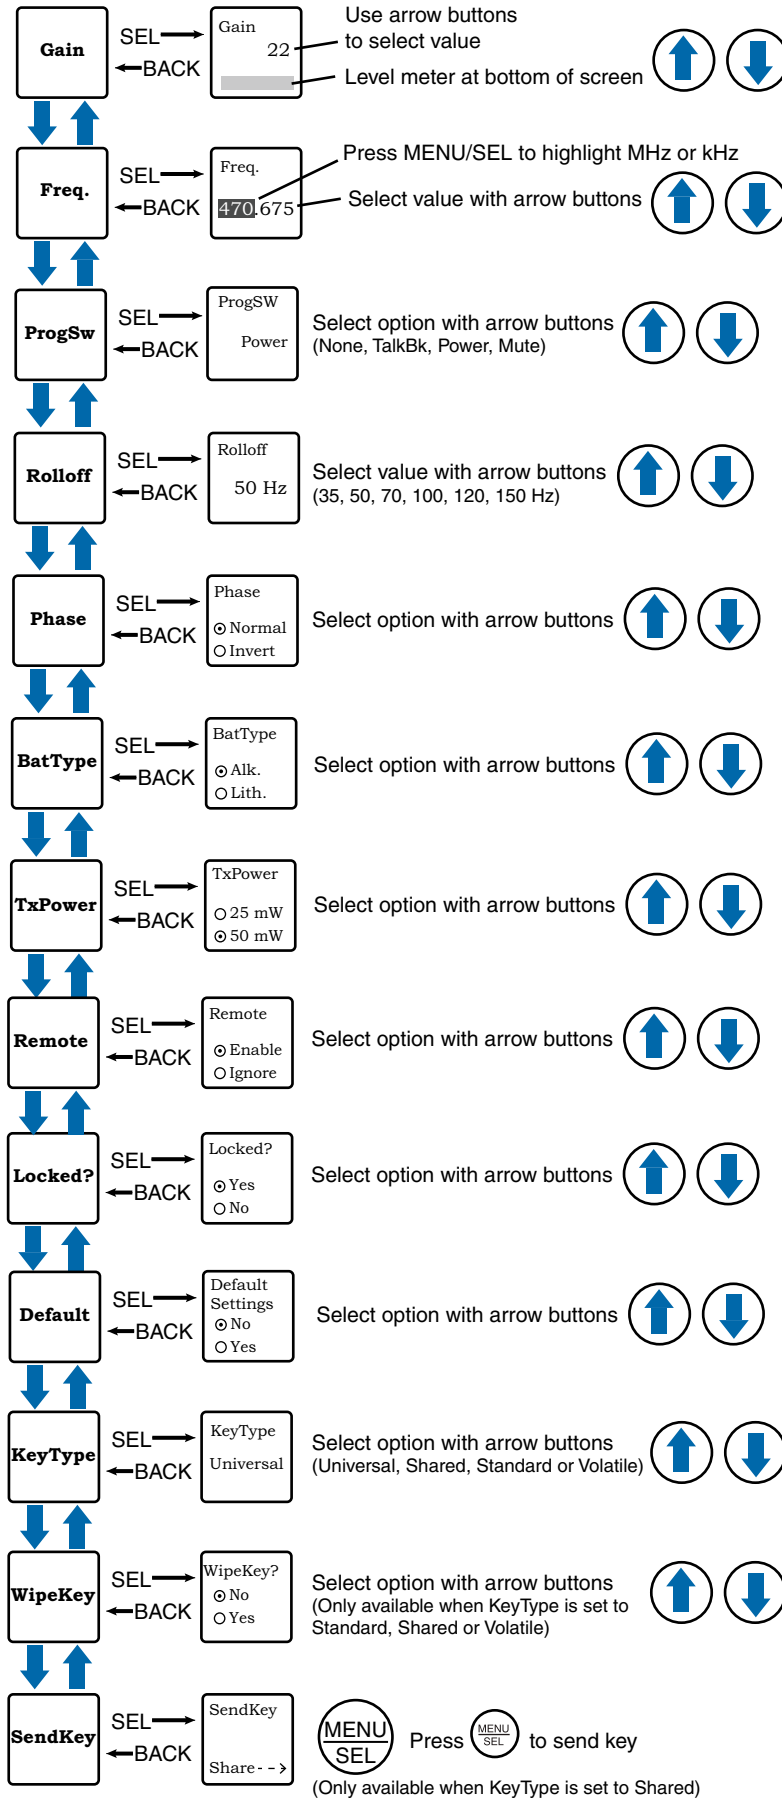 Gain
SEL
BACK
Gain
22
Use arrow buttons
to select value
Level meter at bottom of screen
Freq.
SEL
BACK
Freq.
470.675
Press MENU/SEL to highlight MHz or kHz
Select value with arrow buttons
ProgSw
SEL
BACK
ProgSW
Power
Select option with arrow buttons
(None, TalkBk, Power, Mute)
Rolloff
SEL
BACK
Rolloff
50 Hz
Select value with arrow buttons
(35, 50, 70, 100, 120, 150 Hz)
Phase
SEL
BACK
Phase
Normal
Invert
Select option with arrow buttons
BatType
SEL
BACK
BatType
Alk.
Lith.
Select option with arrow buttons
TxPower
SEL
BACK
TxPower
25 mW
50 mW
Select option with arrow buttons
Remote
SEL
BACK
Remote
Enable
Ignore
Select option with arrow buttons
Locked?
SEL
BACK
Locked?
Yes
No
Select option with arrow buttons
Default
SEL
BACK
Default
Settings
No
Yes
Select option with arrow buttons
KeyType
SEL
BACK
KeyType
Universal
Select option with arrow buttons
(Universal, Shared, Standard or Volatile)
WipeKey
SEL
BACK
WipeKey?
No
Yes
Select option with arrow buttons
(Only available when KeyType is set to
Standard, Shared or Volatile)
SendKey
SEL
BACK
SendKey
Share-->
MENU
SEL
Press MENU SEL to send key
(Only available when KeyType is set to Shared)